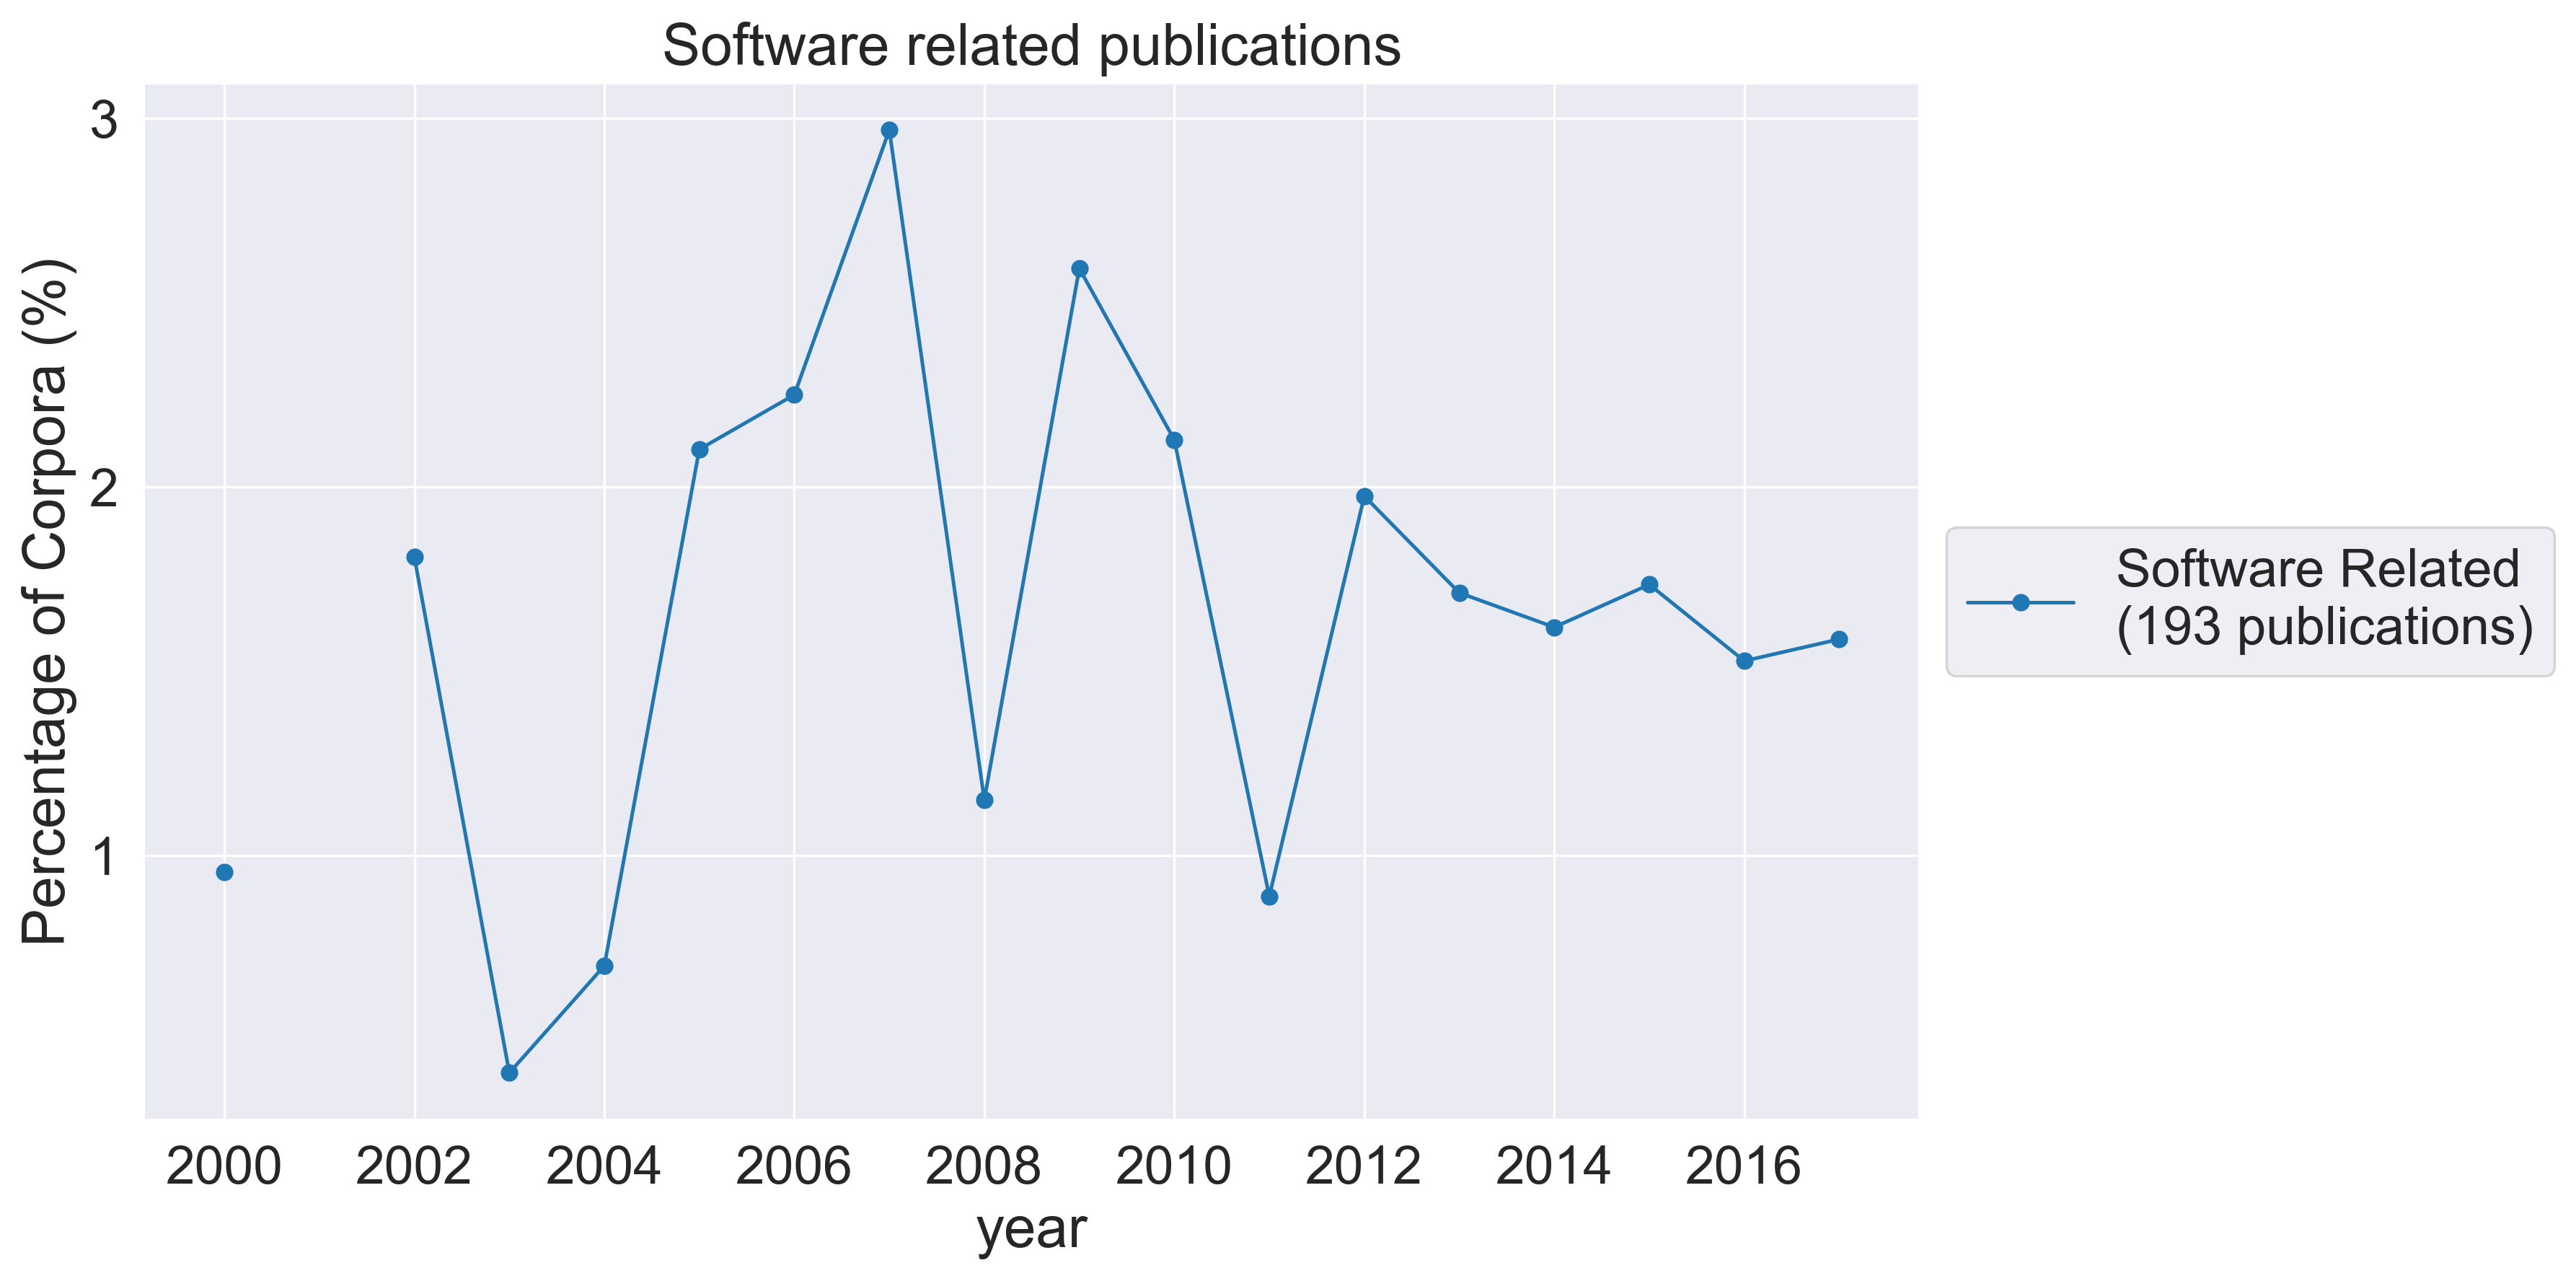 Software related publications
3
2
1
Percentage of Corpora (%)
2000 2002 2004 2006 2008 2010 2012 2014 2016
year
Software Related
(193 publications)